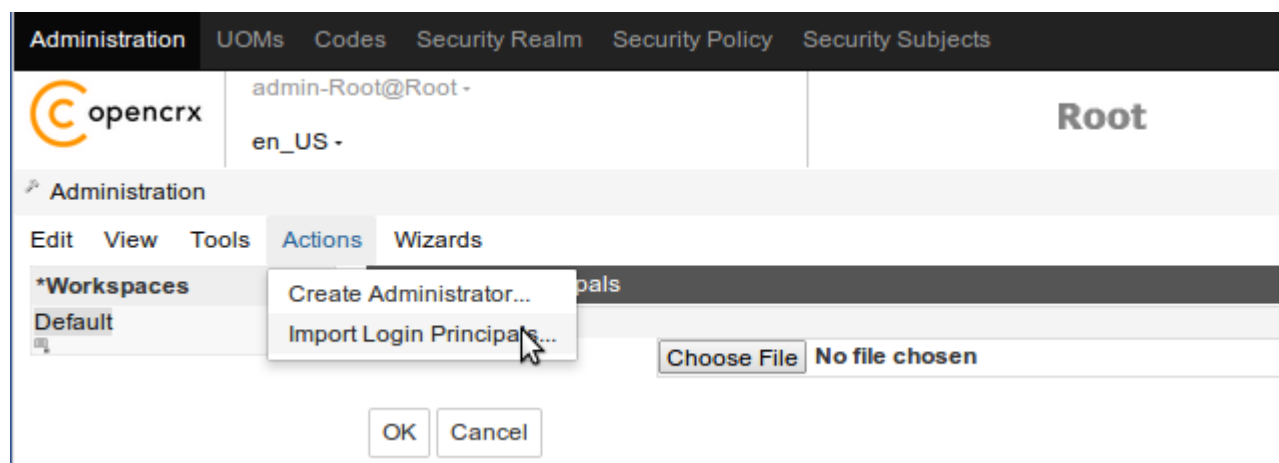 Administration UOMs Codes Security Realm Security Policy Security Subjects
opencrx
admin-Root@Root
en_US
Root
Administration
Edit View Tools Actions Wizards
*Workspaces
Default
Create Administrator...
Import Login Principals...
pals
Choose File No file chosen
OK Cancel